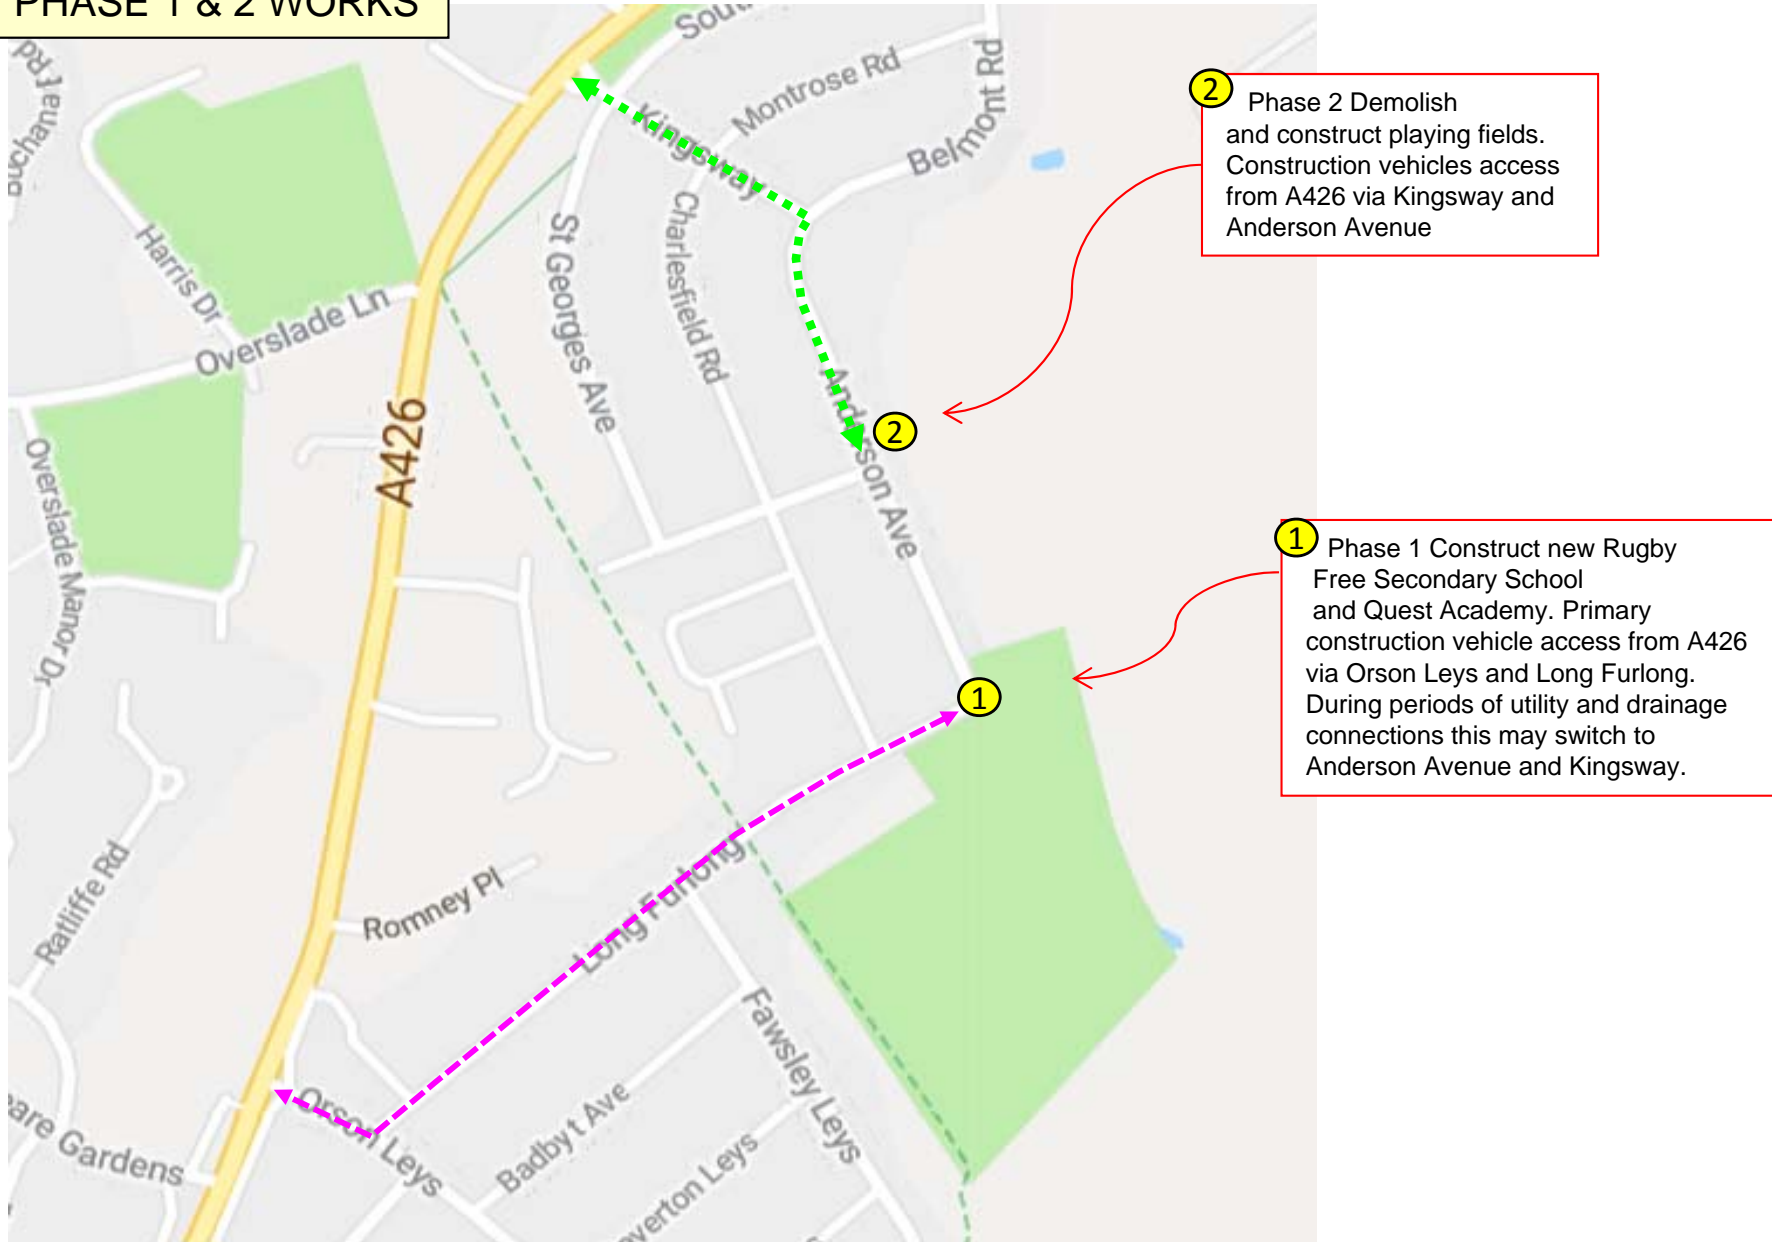 PHASE 1 & 2 WORKS
Montrose Rd
Kingsway
Belmont Rd
Harris Dr
Charlesfield Rd
St Georges Ave
Overslade Ln
A426
Anderson Ave
Overslade Manor Dr
Ratliffe Rd
Romney Pl
Long Furlong
Fawsley Leys
Orson Leys
Badby
Ave
Gardens
Leys
2
2 Phase 2 Demolish
and construct playing fields.
Construction vehicles access
from A426 via Kingsway and
Anderson Avenue
1
1 Phase 1 Construct new Rugby
Free Secondary School
and Quest Academy. Primary
construction vehicle access from A426
via Orson Leys and Long Furlong.
During periods of utility and drainage
connections this may switch to
Anderson Avenue and Kingsway.